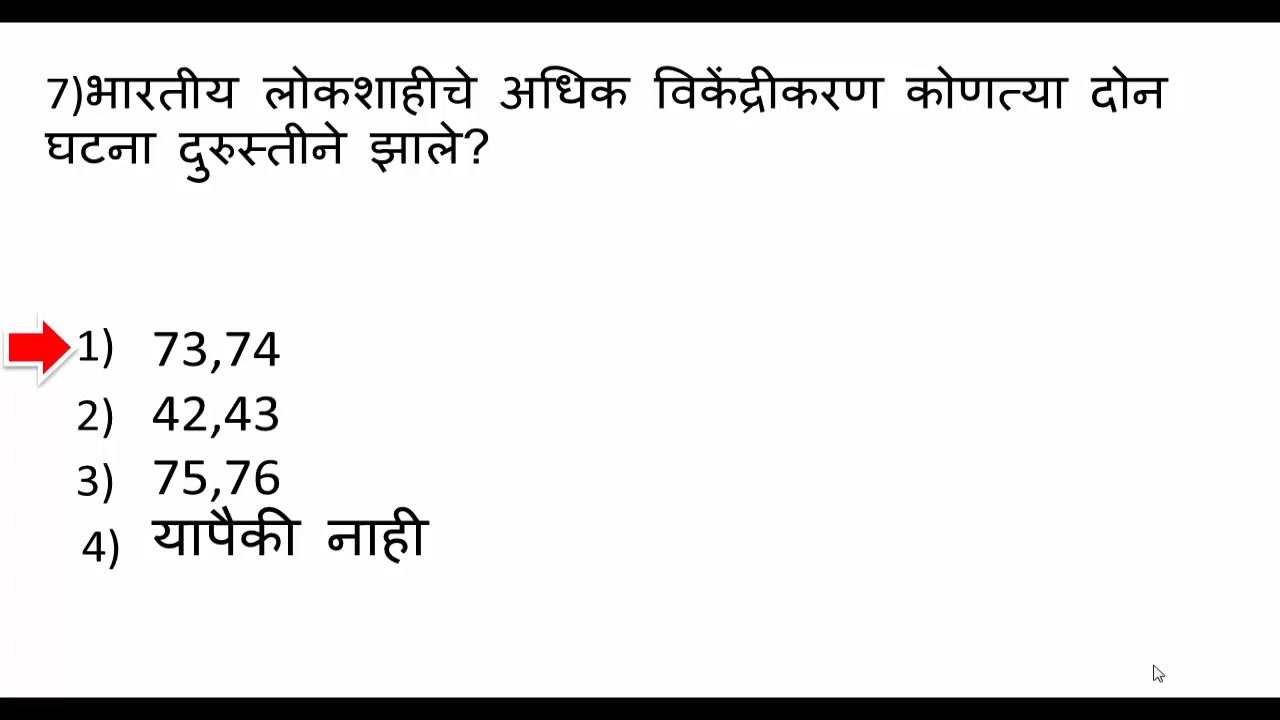 7)भारतीय लोकशाहीचे अधिक विकेंद्रीकरण कोणत्या दोन
घटना दुरुस्तीने झाले?
1) 73,74
2) 42,43
3) 75,76
4) यापैकी नाही